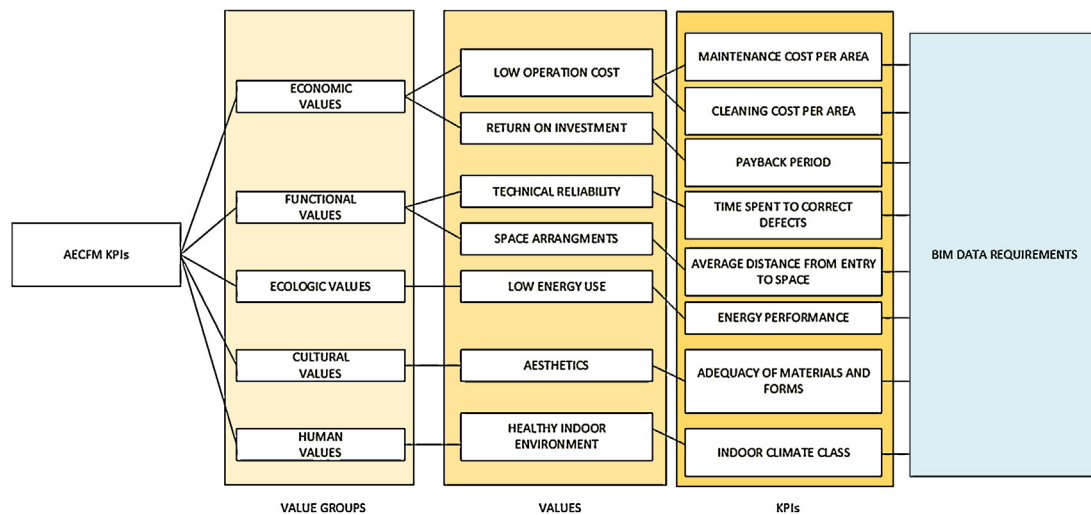 AECFM KPIs
ECONOMIC
VALUES
FUNCTIONAL
VALUES
ECOLOGIC VALUES
CULTURAL
VALUES
HUMAN
VALUES
VALUE GROUPS
LOW OPERATION COST
RETURN ON INVESTMENT
TECHNICAL RELIABILITY
SPACE ARRANGMENTS
LOW ENERGY USE
AESTHETICS
HEALTHY INDOOR
ENVIRONMENT
VALUES
MAINTENANCE COST PER AREA
CLEANING COST PER AREA
PAYBACK PERIOD
TIME SPENT TO CORRECT
DEFECTS
AVERAGE DISTANCE FROM ENTRY
TO SPACE
ENERGY PERFORMANCE
ADEQUACY OF MATERIALS AND
FORMS
INDOOR CLIMATE CLASS
KPIs
BIM DATA REQUIREMENTS